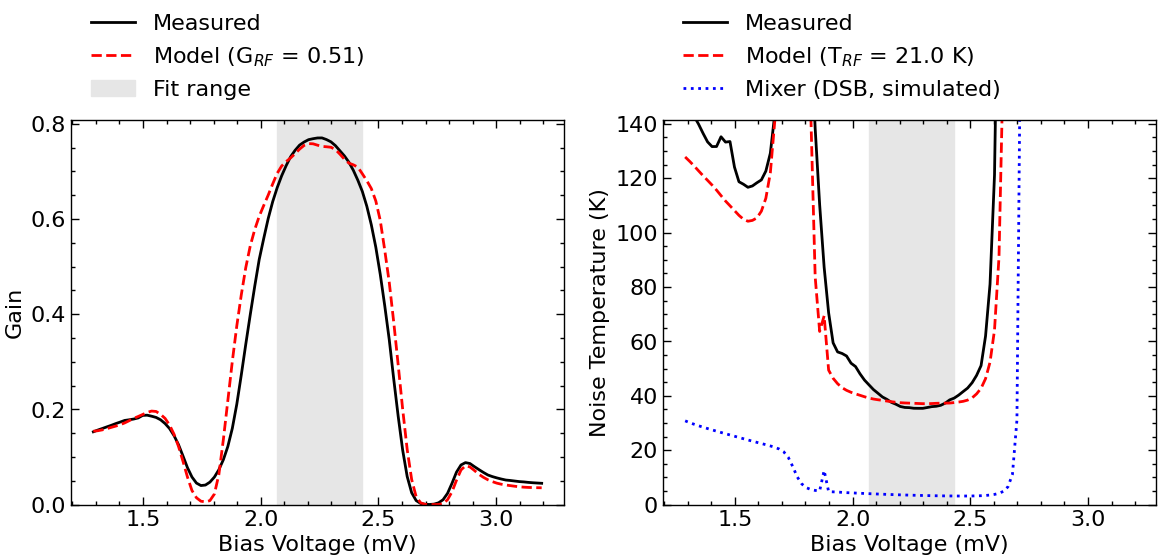 Measured
Model (G_RF = 0.51)
Fit range
0.8
0.6
0.4
0.2
0.0
Gain
1.5 2.0 2.5 3.0
Bias Voltage (mV)
Measured
Model (T_RF = 21.0 K)
Mixer (DSB, simulated)
140
120
100
80
60
40
20
0
Noise Temperature (K)
1.5 2.0 2.5 3.0
Bias Voltage (mV)